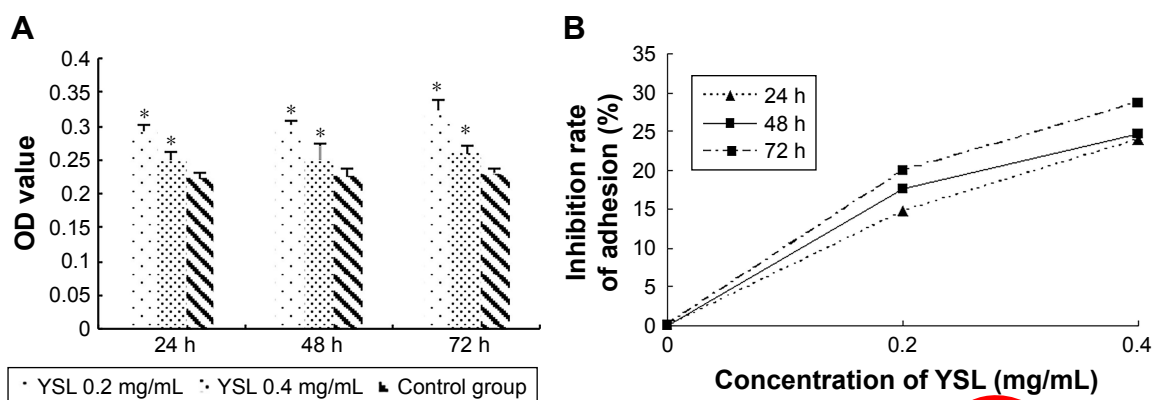 A
OD value
0.4
0.35
0.3
0.25
0.2
0.15
0.1
0.05
0
*
*
*
*
*
*
24 h
48 h
72 h
YSL 0.2 mg/mL
YSL 0.4 mg/mL
Control group
B
Inhibition rate
of adhesion (%)
35
30
25
20
15
10
5
0
24 h
48 h
72 h
0
0.2
0.4
Concentration of YSL (mg/mL)